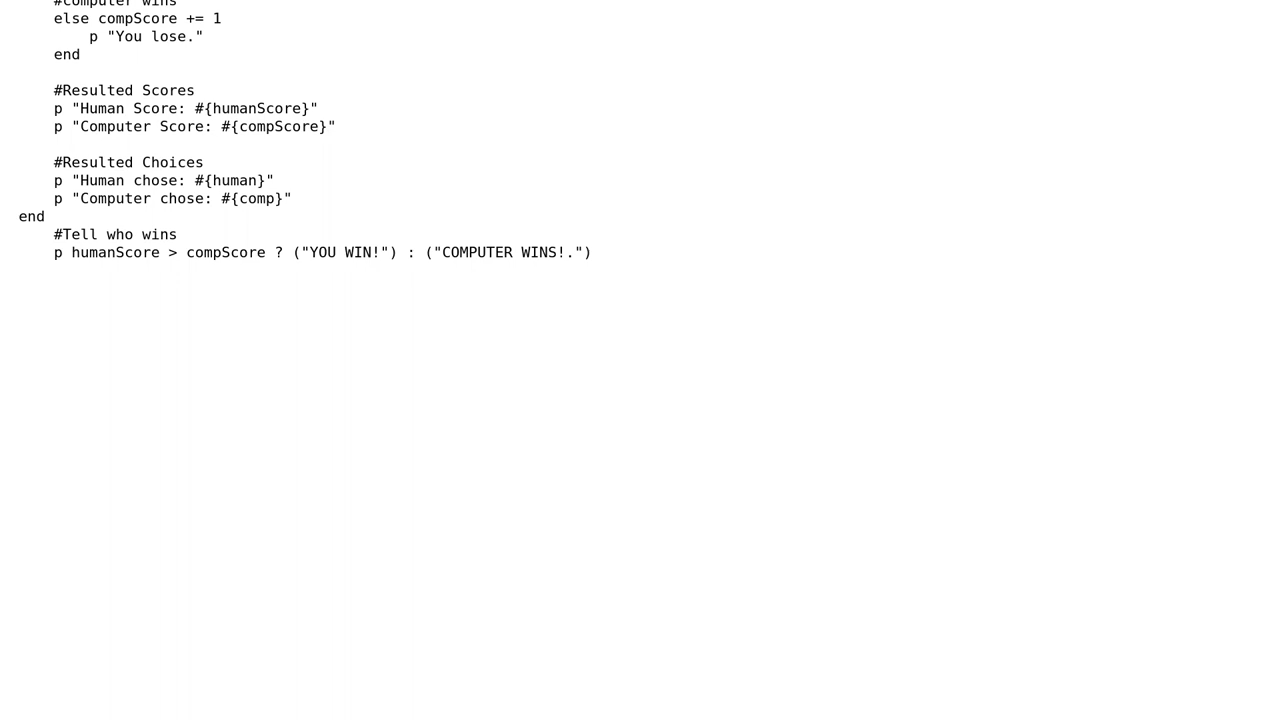 #computer wins
else compScore += 1
p "You lose."
end
#Resulted Scores
p "Human Score: #{humanScore}"
p "Computer Score: #{compScore}"
#Resulted Choices
p "Human chose: #{human}"
p "Computer chose: #{comp}"
end
#Tell who wins
p humanScore > compScore ? ("YOU WIN!") : ("COMPUTER WINS!.")